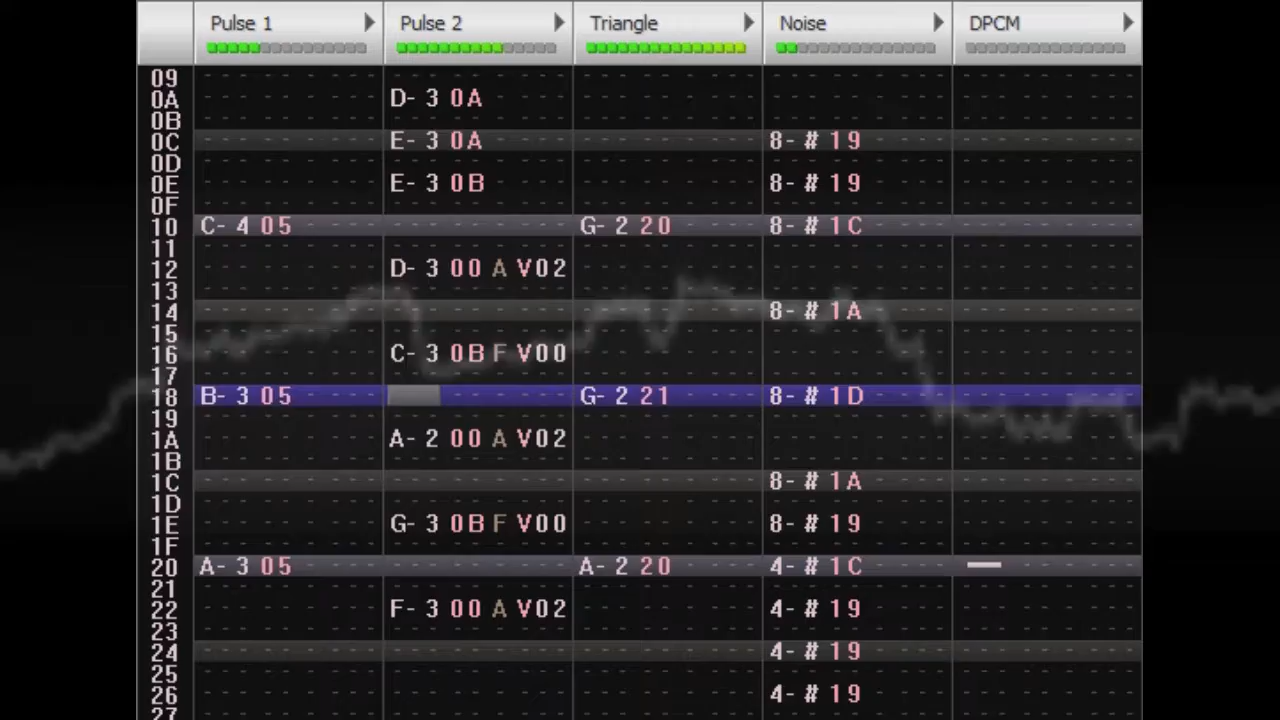 Pulse 1 Pulse 2 Triangle Noise DPCM
09
0A D- 3 0A
0B
0C E- 3 0A 8- # 19
0D
0E E- 3 0B 8- # 19
0F
10 C- 4 05 G- 2 20 8- # 1C
11
12 D- 3 00 A V02
13
14 8- # 1A
15
16 C- 3 0B F V00
17
18 B- 3 05 G- 2 21 8- # 1D
19
1A A- 2 00 A V02
1B
1C 8- # 1A
1D
1E G- 3 0B F V00 8- # 19
1F
20 A- 3 05 A- 2 20 4- # 1C
21
22 F- 3 00 A V02 4- # 19
23
24 4- # 19
25
26 4- # 19
27